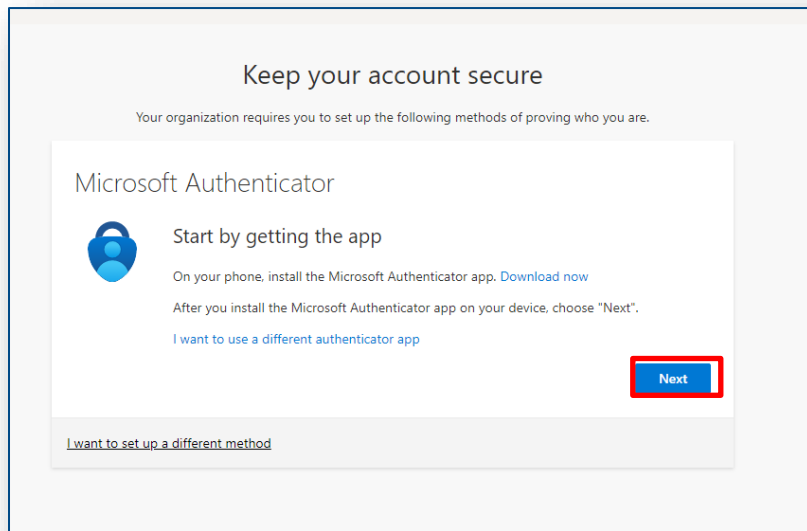 Keep your account secure
Your organization requires you to set up the following methods of proving who you are.
Microsoft Authenticator
Start by getting the app
On your phone, install the Microsoft Authenticator app. Download now
After you install the Microsoft Authenticator app on your device, choose "Next".
I want to use a different authenticator app
Next
I want to set up a different method